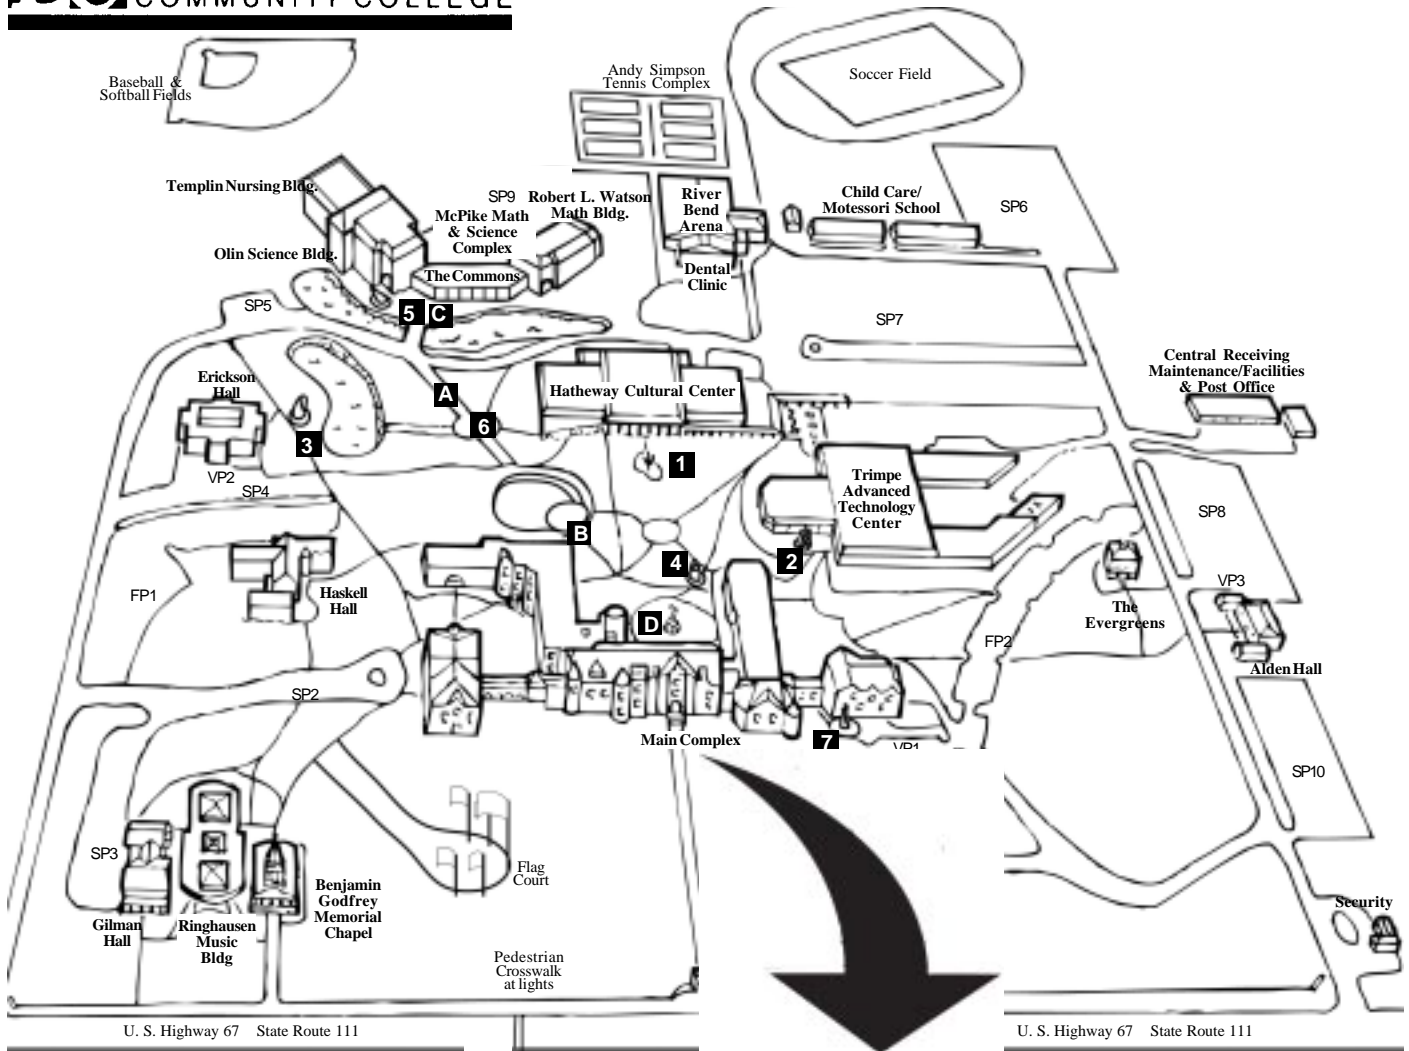 COMMUNITY COLLEGE
Baseball &
Softball Fields
Andy Simpson
Tennis Complex
Soccer Field
Templin Nursing Bldg.
SP9
Robert L. Watson
Math Bldg.
McPike Math
& Science
Complex
River
Bend
Arena
Child Care/
Motessori School
SP6
Olin Science Bldg.
The Commons
Dental
Clinic
SP5
5
C
SP7
Erickson
Hall
A
Hatheway Cultural Center
Central Receiving
Maintenance/Facilities
& Post Office
6
3
1
VP2
SP4
Trimpe
Advanced
Technology
Center
SP8
B
4
2
FP1
Haskell
Hall
D
The
Evergreens
VP3
FP2
Alden Hall
SP2
Main Complex
7
VP1
SP10
SP3
Flag
Court
Benjamin
Godfrey
Memorial
Chapel
Gilman
Hall
Ringhausen
Music
Bldg
Security
Pedestrian
Crosswalk
at lights
U. S. Highway 67 State Route 111
U. S. Highway 67 State Route 111